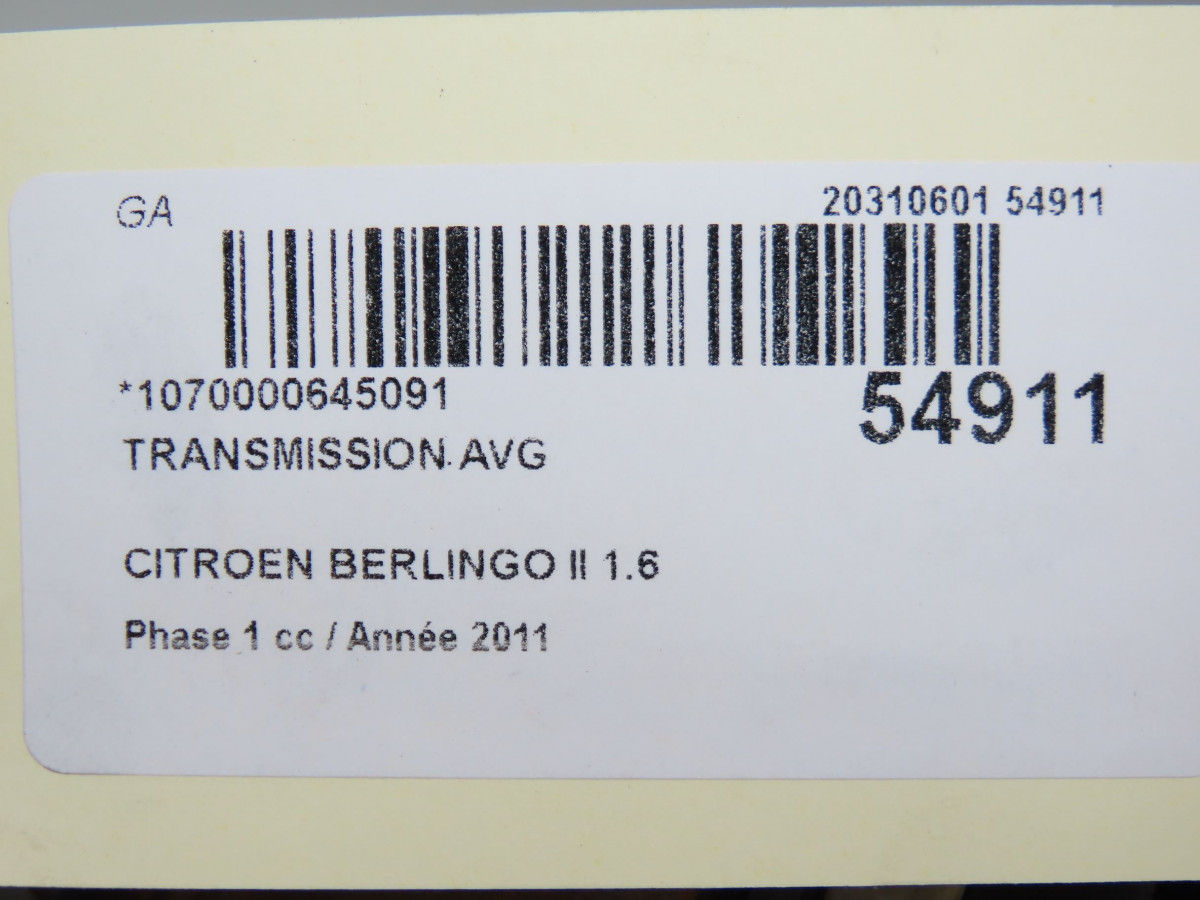 GA
20310601 54911
*1070000645091
54911
TRANSMISSION.AVG
CITROEN BERLINGO II 1.6
Phase 1 cc / Année 2011